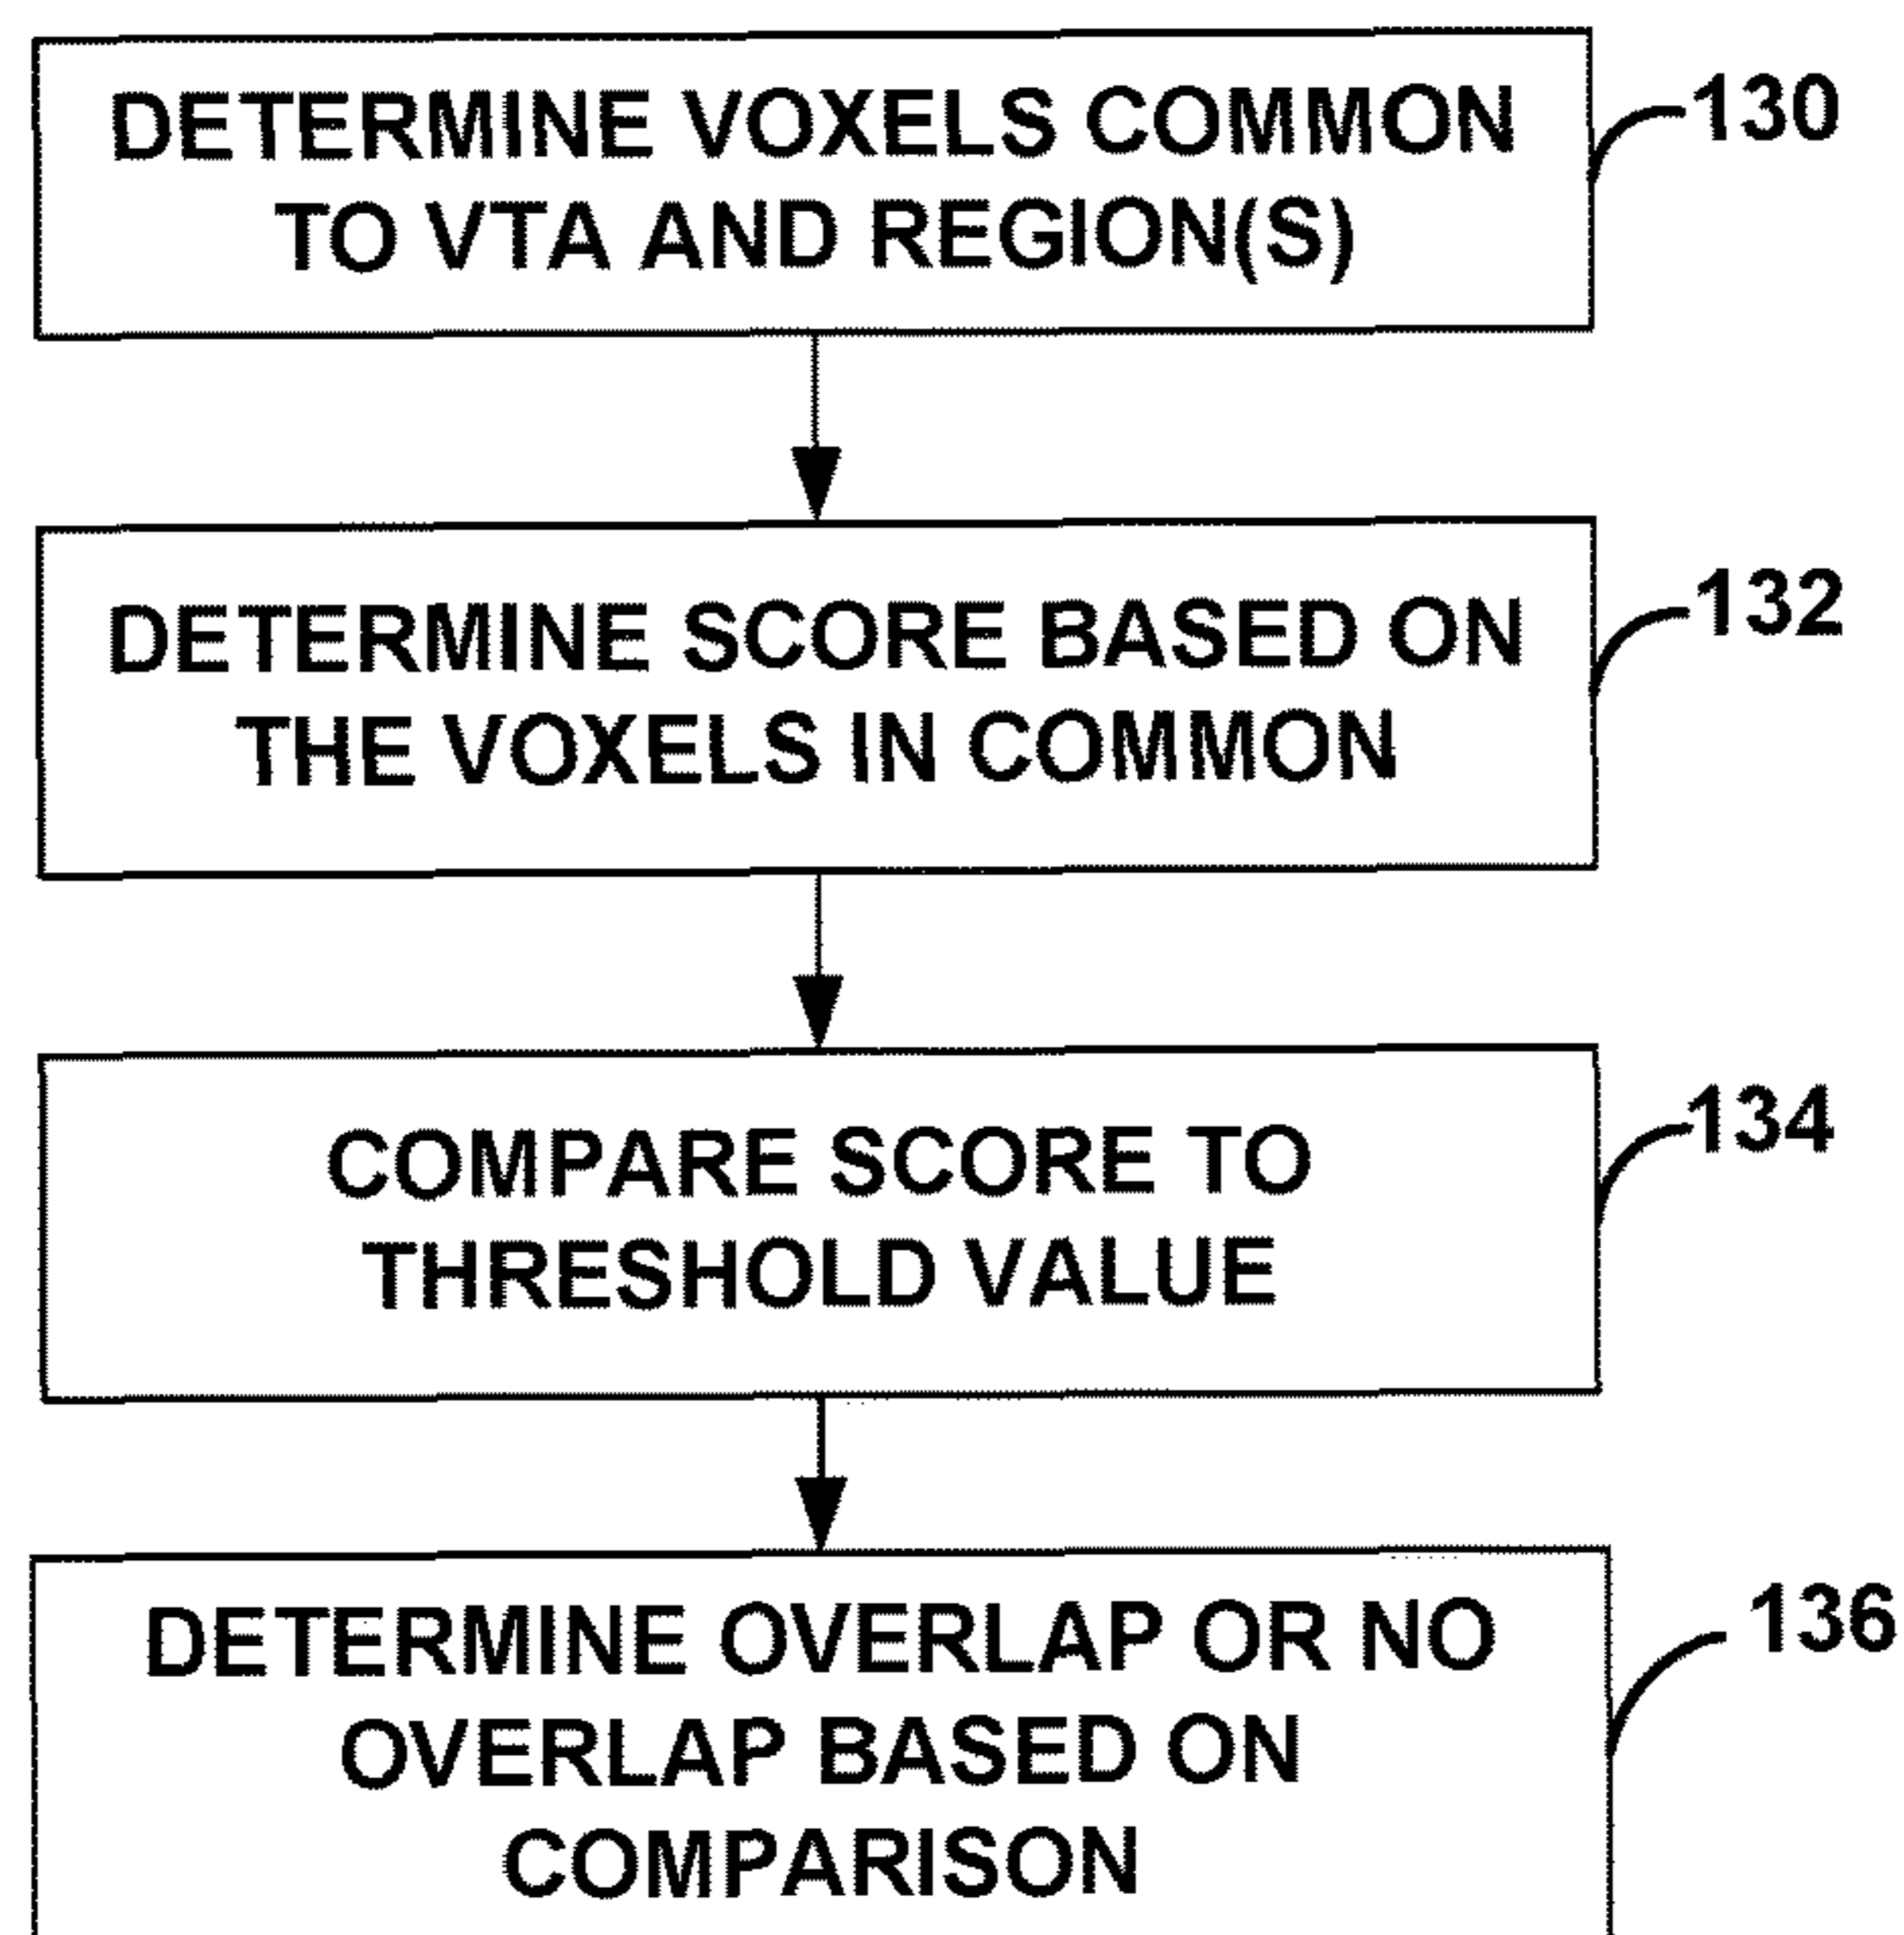 DETERMINE VOXELS COMMON
TO VTA AND REGION(S)
130
DETERMINE SCORE BASED ON
THE VOXELS IN COMMON
132
COMPARE SCORE TO
THRESHOLD VALUE
134
DETERMINE OVERLAP OR NO
OVERLAP BASED ON
COMPARISON
136